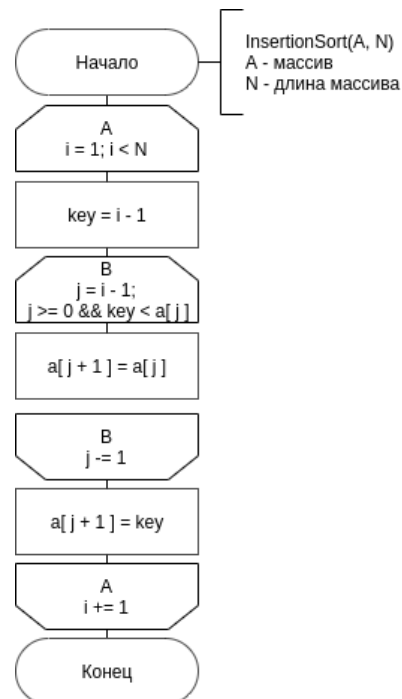 Начало
InsertionSort(A, N)
A - массив
N - длина массива
A
i = 1; i < N
key = i - 1
B
j = i - 1;
j >= 0 && key < a[ j ]
a[ j + 1 ] = a[ j ]
B
j -= 1
a[ j + 1 ] = key
A
i += 1
Конец